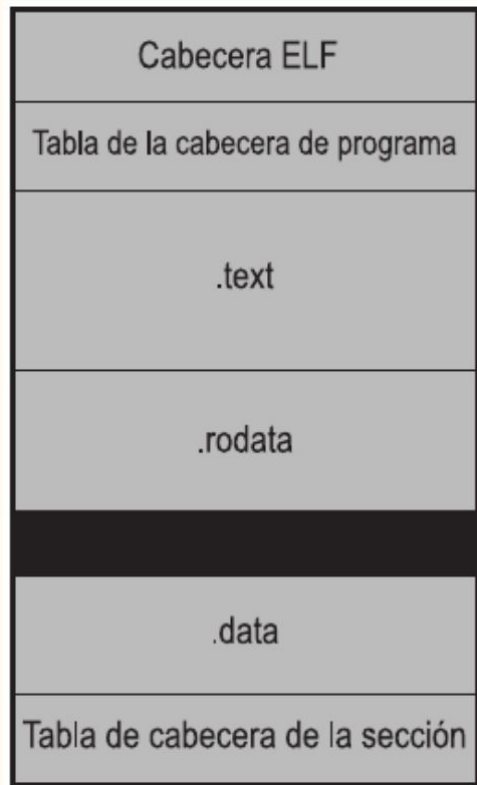 Cabecera ELF
Tabla de la cabecera de programa
.text
.rodata
.data
Tabla de cabecera de la sección